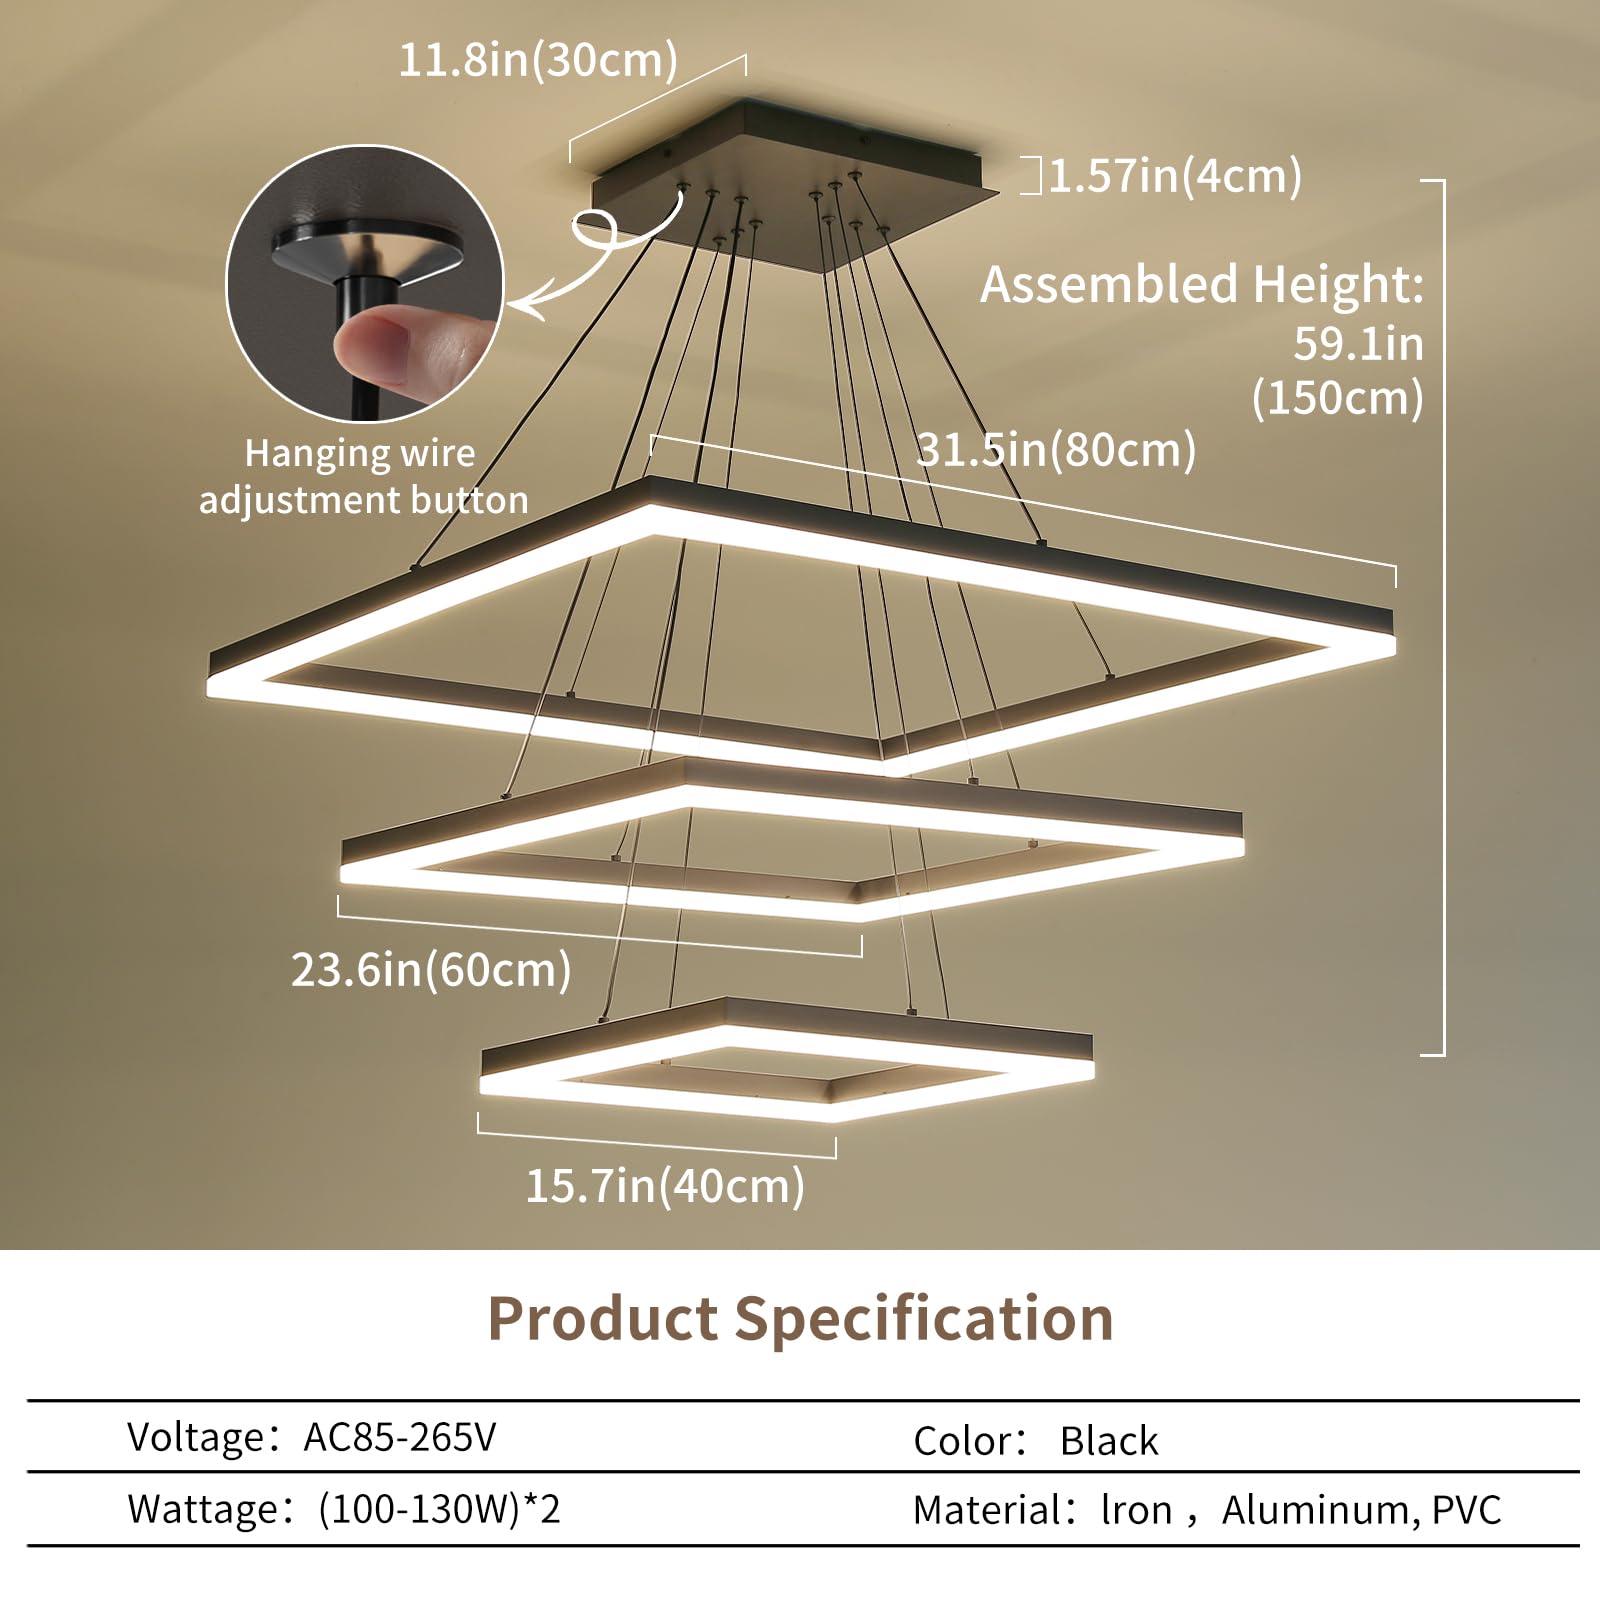 11.8in(30cm)
1.57in(4cm)
Assembled Height:
59.1in
(150cm)
31.5in(80cm)
Hanging wire
adjustment button
23.6in(60cm)
15.7in(40cm)
Product Specification
Voltage：AC85-265V
Color： Black
Wattage：(100-130W)*2
Material：lron ，Aluminum, PVC